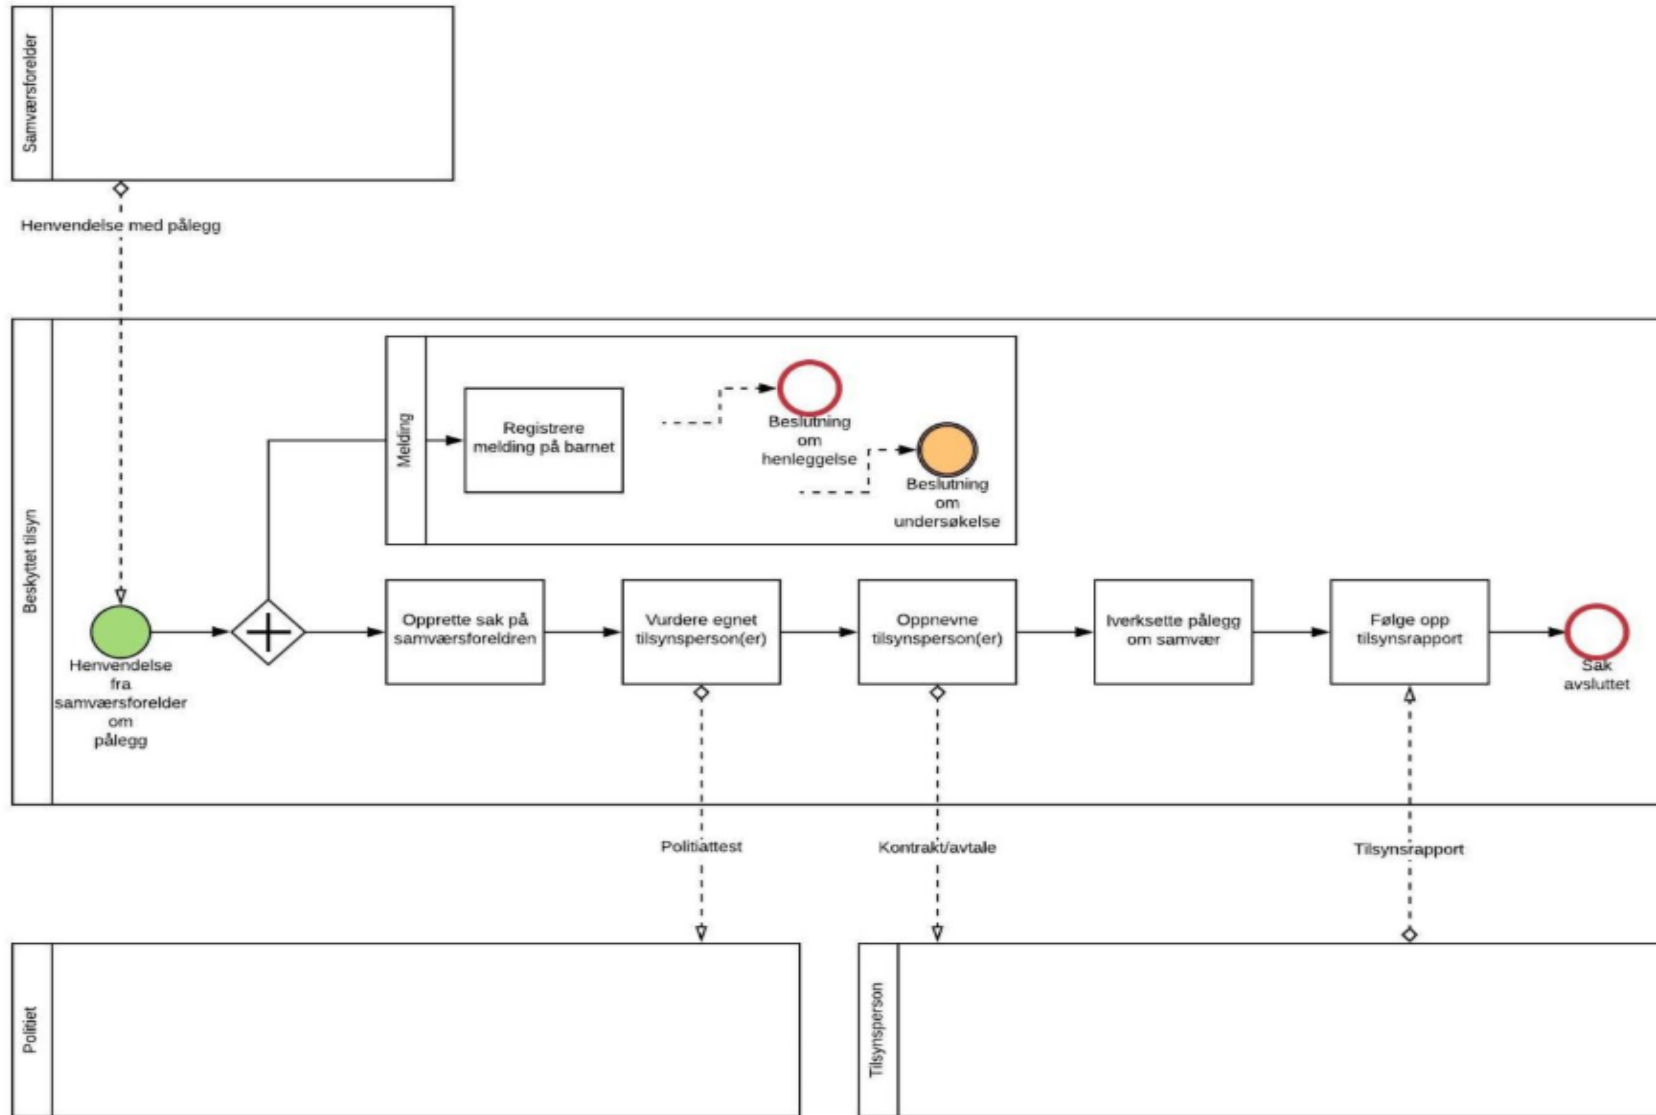 Samværsforelder
Henvendelse med pålegg
Beskyttet tilsyn
Melding
Registrere
melding på barnet
Beslutning
om
henleggelse
Beslutning
om
undersøkelse
Henvendelse
fra
samværsforelder
om
pålegg
Opprette sak på
samværsforeldren
Vurdere egnet
tilsynsperson(er)
Oppnevne
tilsynsperson(er)
Iverksette pålegg
om samvær
Følge opp
tilsynsrapport
Sak
avsluttet
Politiattest
Kontrakt/avtale
Tilsynsrapport
Politiet
Tilsynsperson